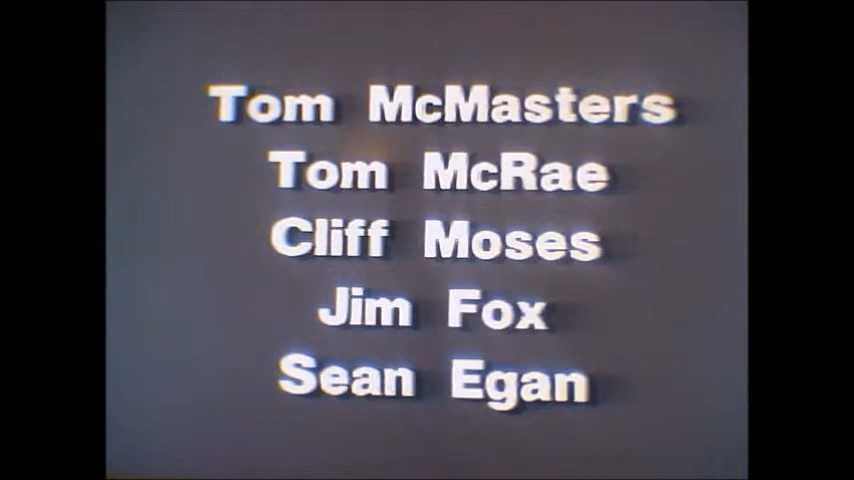 Tom McMasters
Tom McRae
Cliff Moses
Jim Fox
Sean Egan